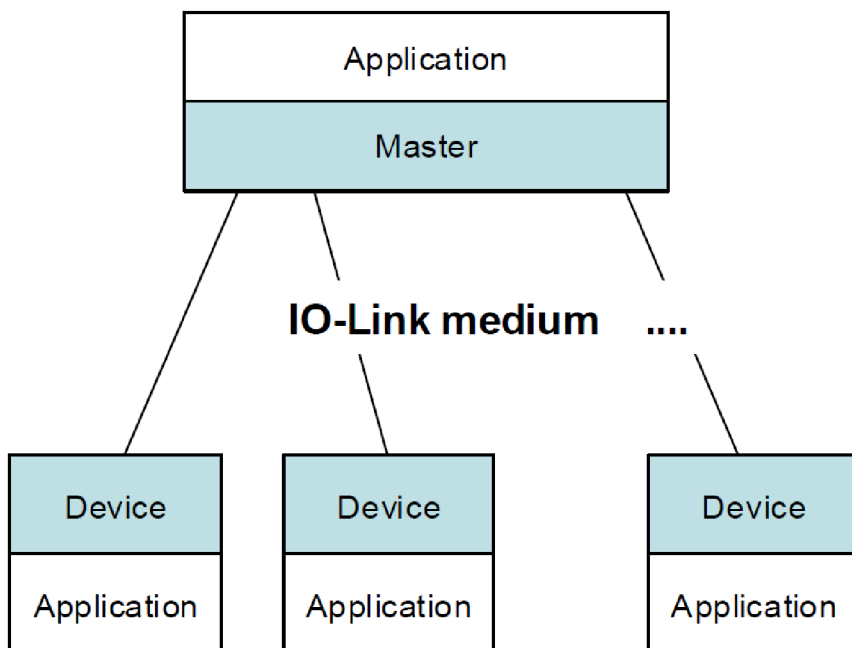 Application
Master
IO-Link medium ....
Device Device Device
Application Application Application